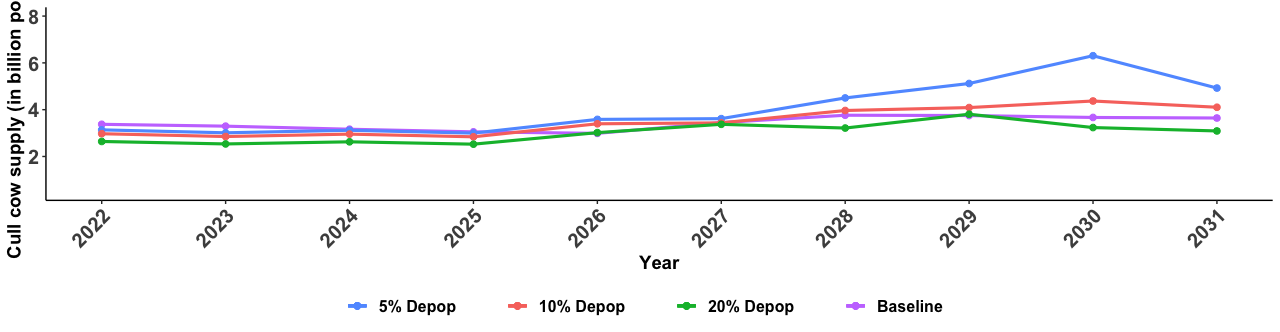 Cull cow supply (in billion po
8
6
4
2
2022 2023 2024 2025 2026 2027 2028 2029 2030 2031
Year
5% Depop 10% Depop 20% Depop Baseline